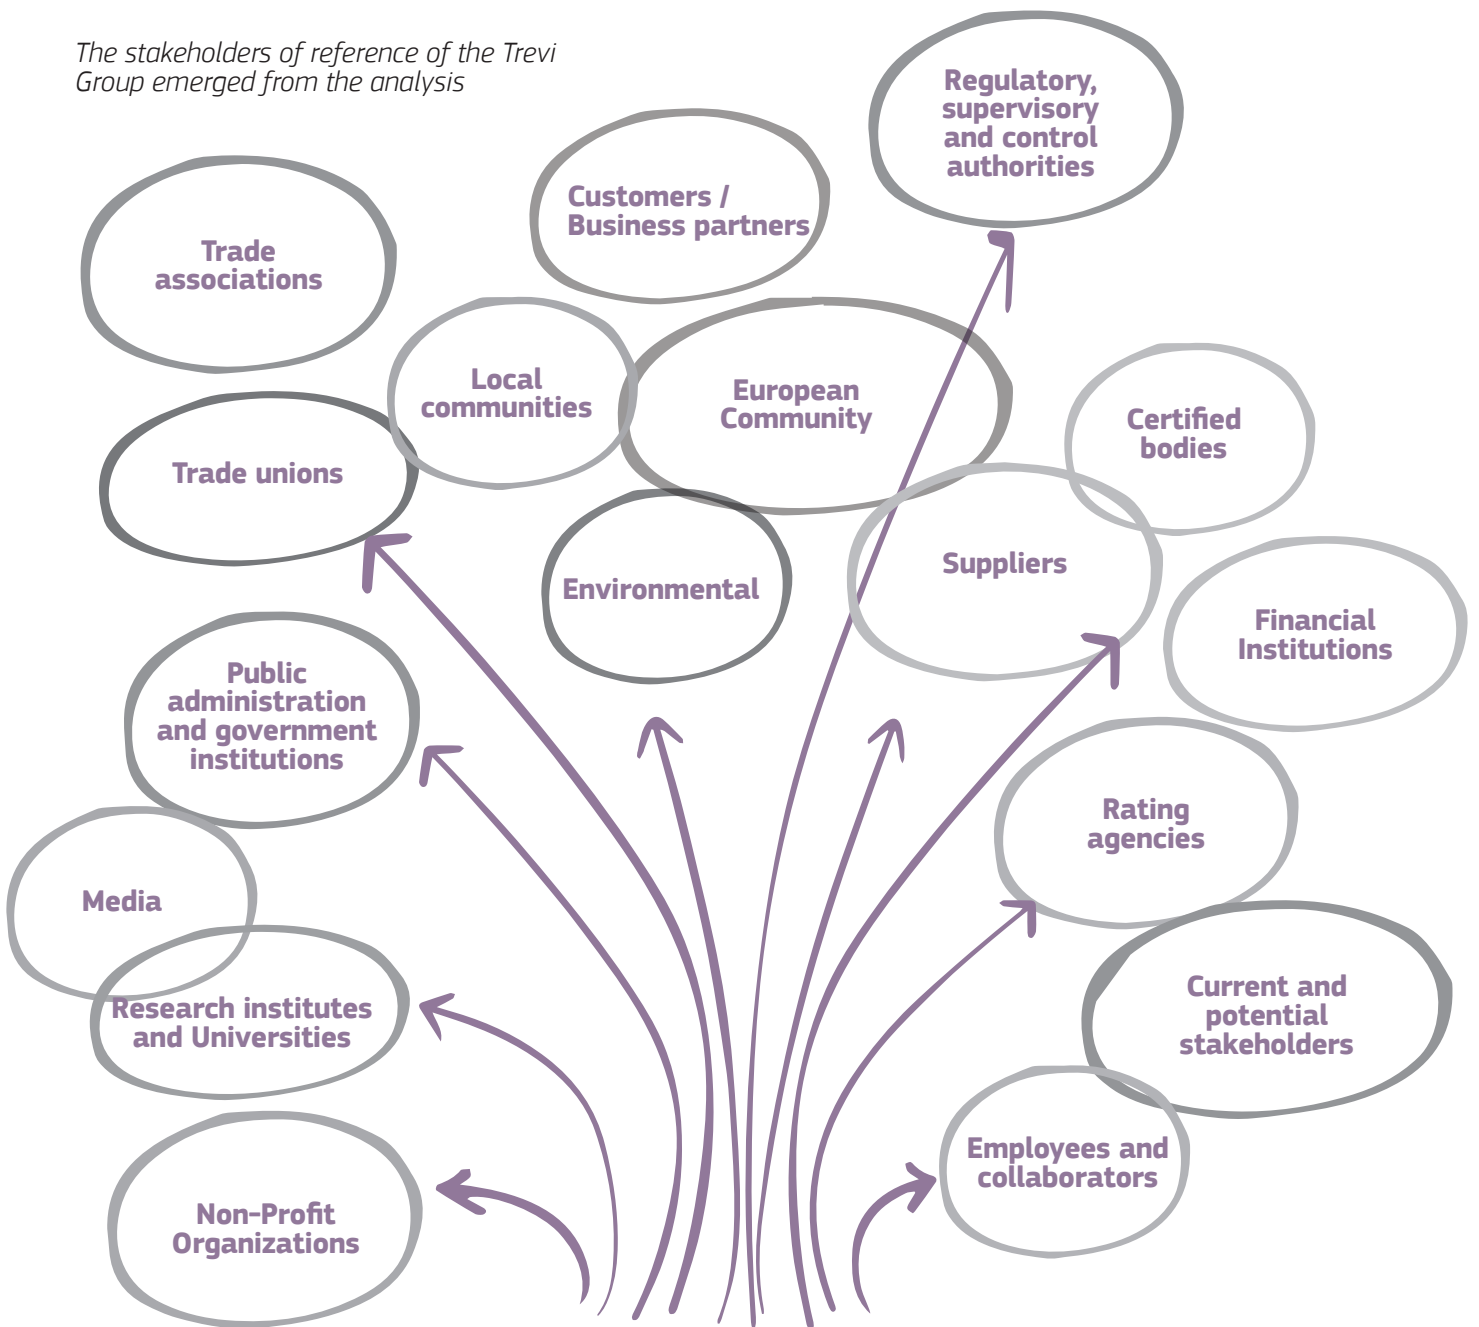 The stakeholders of reference of the Trevi
Group emerged from the analysis
Regulatory,
supervisory
and control
authorities
Customers /
Business partners
Trade
associations
Local
communities
European
Community
Certified
bodies
Trade unions
Environmental
Suppliers
Financial
Institutions
Public
administration
and government
institutions
Rating
agencies
Media
Research institutes
and Universities
Current and
potential
stakeholders
Employees and
collaborators
Non-Profit
Organizations